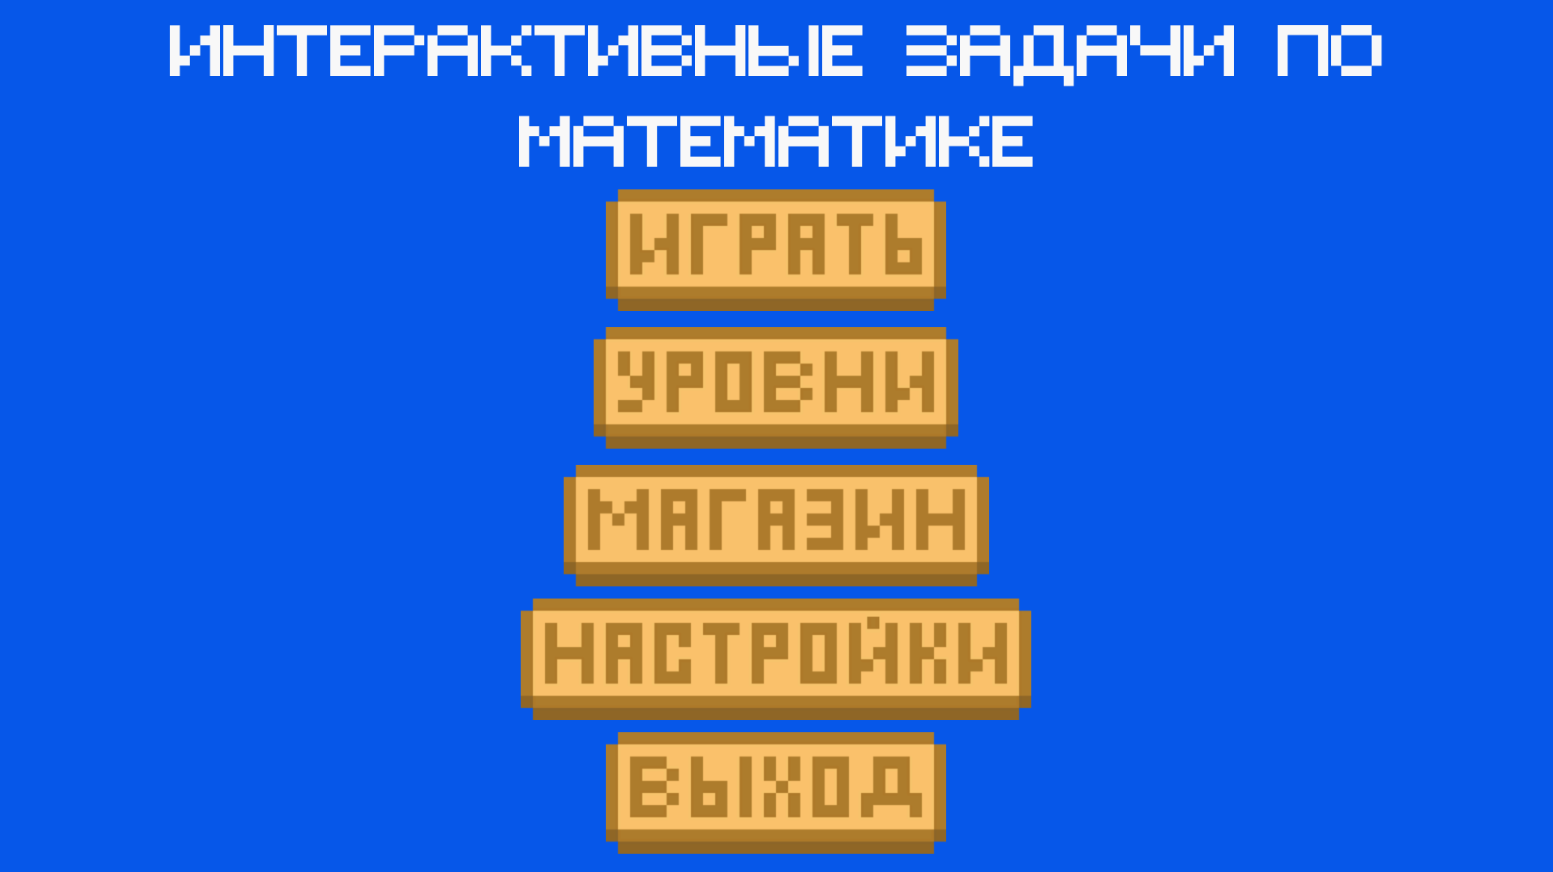 ИНТЕРАКТИВНЫЕ ЗАДАЧИ ПО
МАТЕМАТИКЕ
ИГРАТЬ
УРОВНИ
МАГАЗИН
НАСТРОЙКИ
ВЫХОД